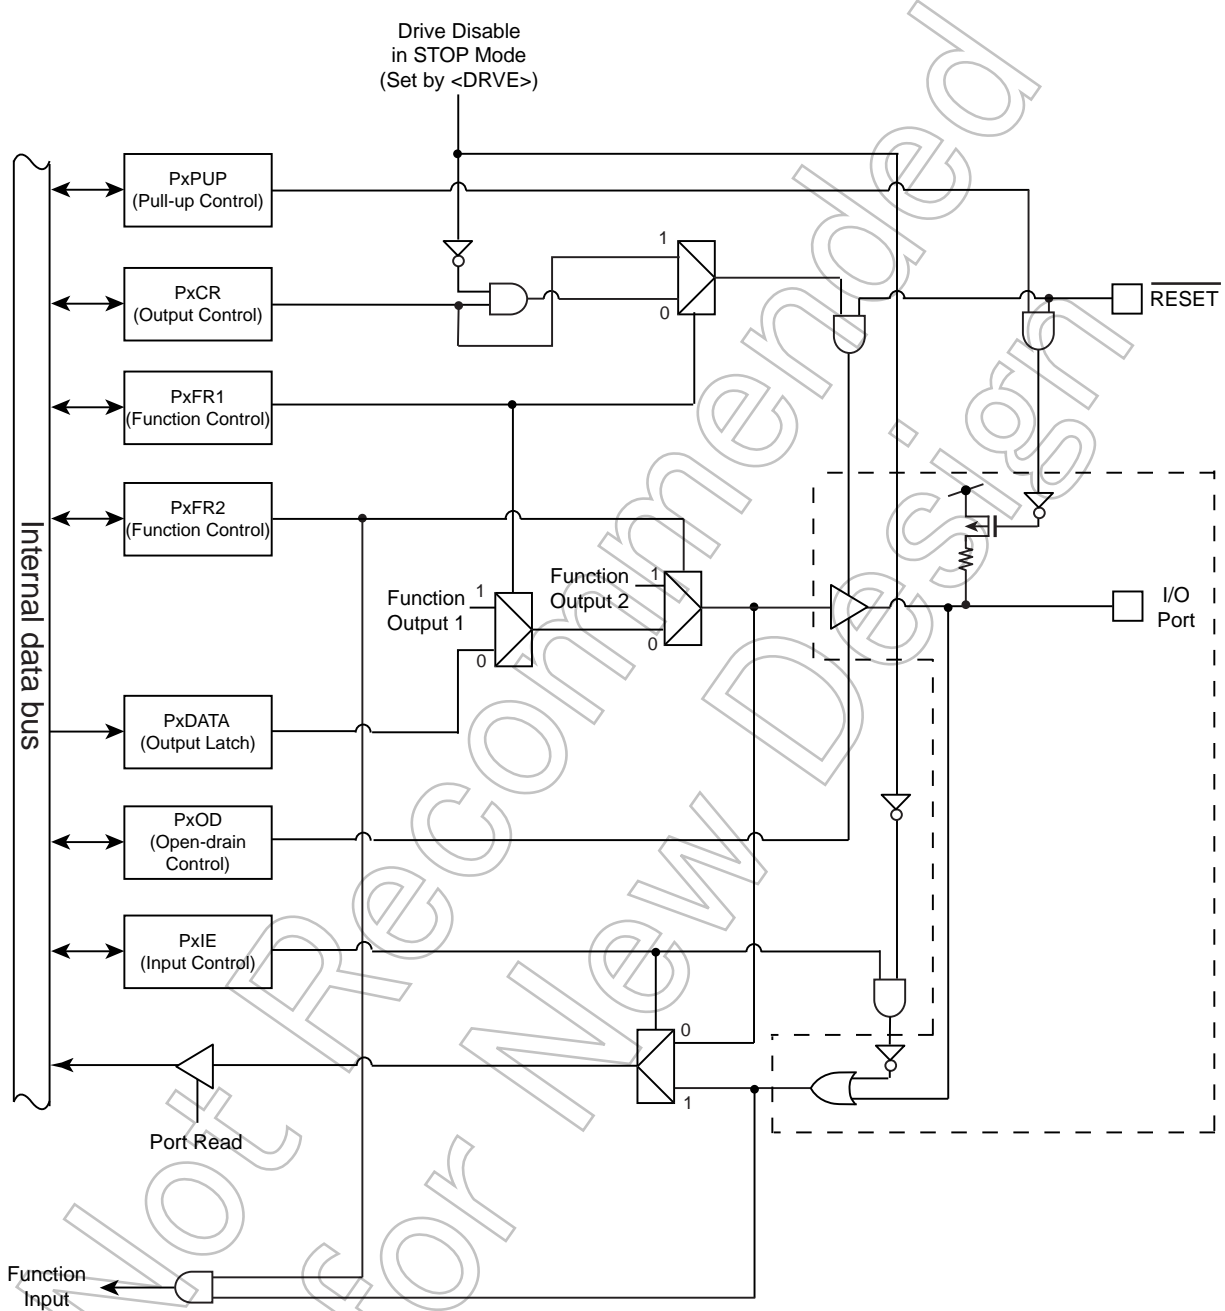 Drive Disable
in STOP Mode
(Set by <DRVE>)
PxPUP
(Pull-up Control)
1
PxCR
(Output Control)
0
RESET
PxFR1
(Function Control)
PxFR2
(Function Control)
Internal data bus
Function
Output 1
1
0
Function
Output 2
1
0
I/O
Port
PxDATA
(Output Latch)
PxOD
(Open-drain
Control)
PxIE
(Input Control)
0
1
Port Read
Function
Input
Not Recommended
for New Design